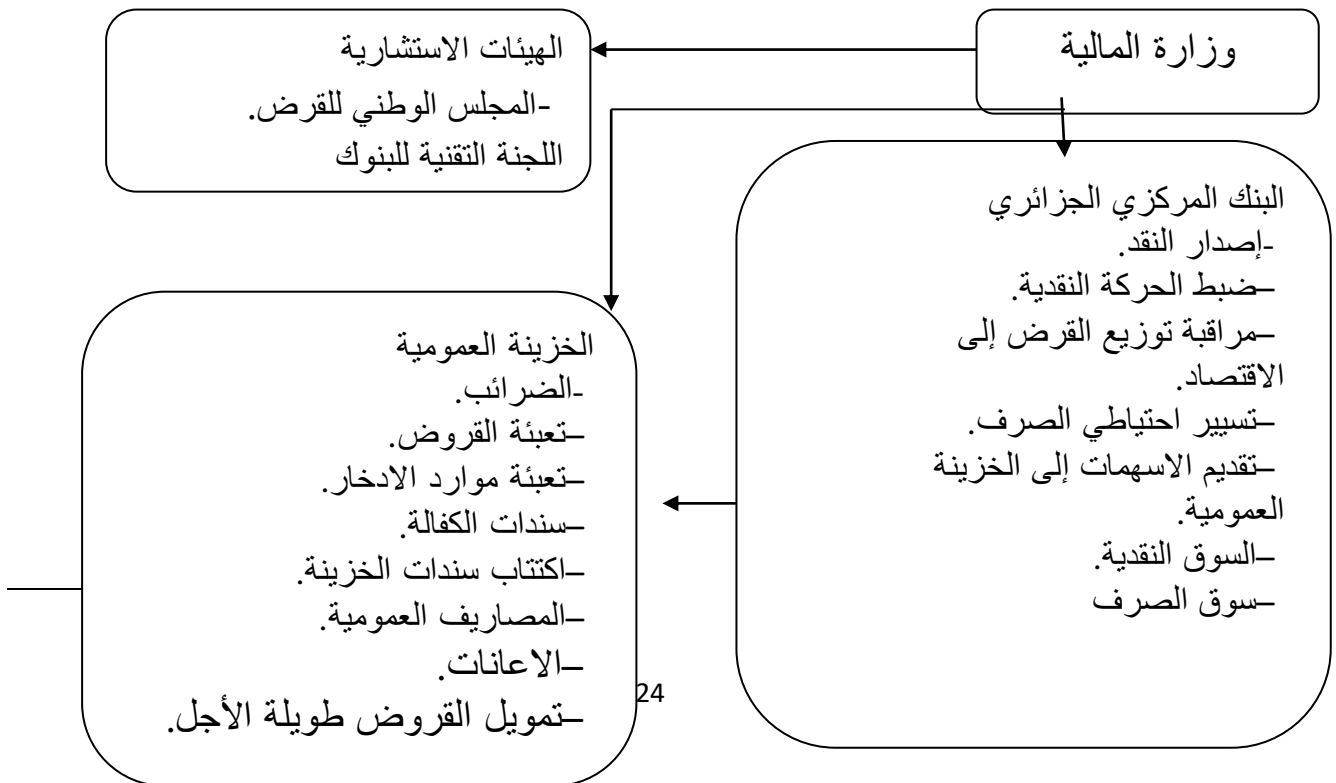 وزارة المالية
الهيئات الاستشارية
-المجلس الوطني للقرض.
اللجنة التقنية للبنوك
البنك المركزي الجزائري
-إصدار النقد.
–ضبط الحركة النقدية.
–مراقبة توزيع القرض إلى
الاقتصاد.
–تسيير احتياطي الصرف.
–تقديم الاسهمات إلى الخزينة
العمومية.
–السوق النقدية.
–سوق الصرف
الخزينة العمومية
-الضرائب.
–تعبئة القروض.
–تعبئة موارد الادخار.
–سندات الكفالة.
–اكتتاب سندات الخزينة.
–المصاريف العمومية.
–الاعانات.
–تمويل القروض طويلة الأجل.
24